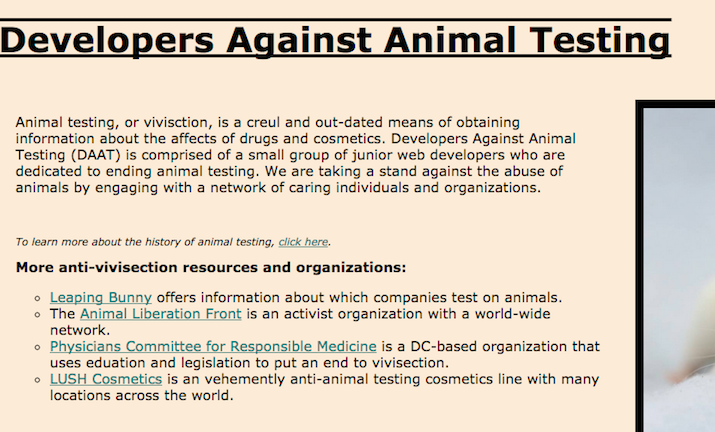 Developers Against Animal Testing
Animal testing, or vivisction, is a creul and out-dated means of obtaining
information about the affects of drugs and cosmetics. Developers Against Animal
Testing (DAAT) is comprised of a small group of junior web developers who are
dedicated to ending animal testing. We are taking a stand against the abuse of
animals by engaging with a network of caring individuals and organizations.
To learn more about the history of animal testing, click here.
More anti-vivisection resources and organizations:
Leaping Bunny offers information about which companies test on animals.
The Animal Liberation Front is an activist organization with a world-wide
network.
Physicians Committee for Responsible Medicine is a DC-based organization that
uses eduation and legislation to put an end to vivisection.
LUSH Cosmetics is an vehemently anti-animal testing cosmetics line with many
locations across the world.